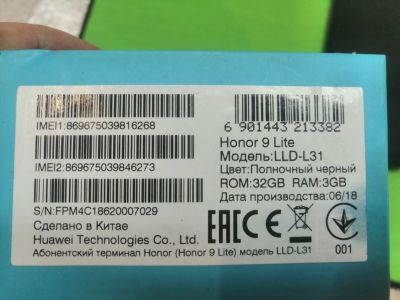 IMEI1:869675039816268
IMEI2:869675039846273
S/N:FPM4C18620007029
Сделано в Китае
Huawei Technologies Co., Ltd.
Абонентский терминал Honor (Honor 9 Lite) модель LLD-L31
6 901443 213382
Honor 9 Lite
Модель:LLD-L31
Цвет:Полночный черный
ROM:32GB RAM:3GB
Дата производства:06/18
EAC CE
001